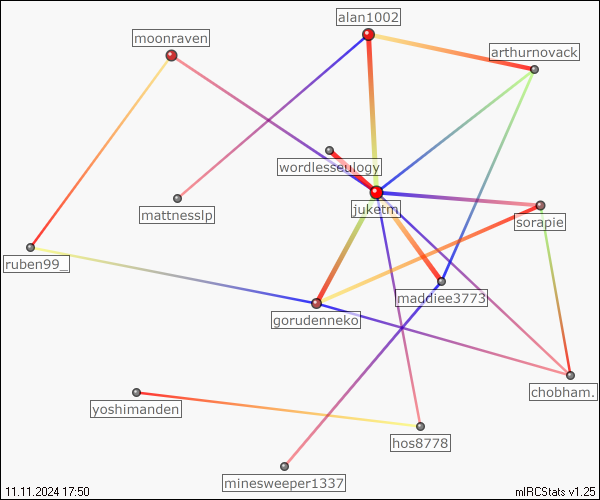 alan1002
moonraven
arthurnovack
wordlesseulogy
juketm
mattnesslp
sorapie
ruben99_
maddiee3773
gorudenneko
chobham.
yoshimanden
hos8778
minesweeper1337
11.11.2024 17:50
mIRCStats v1.25